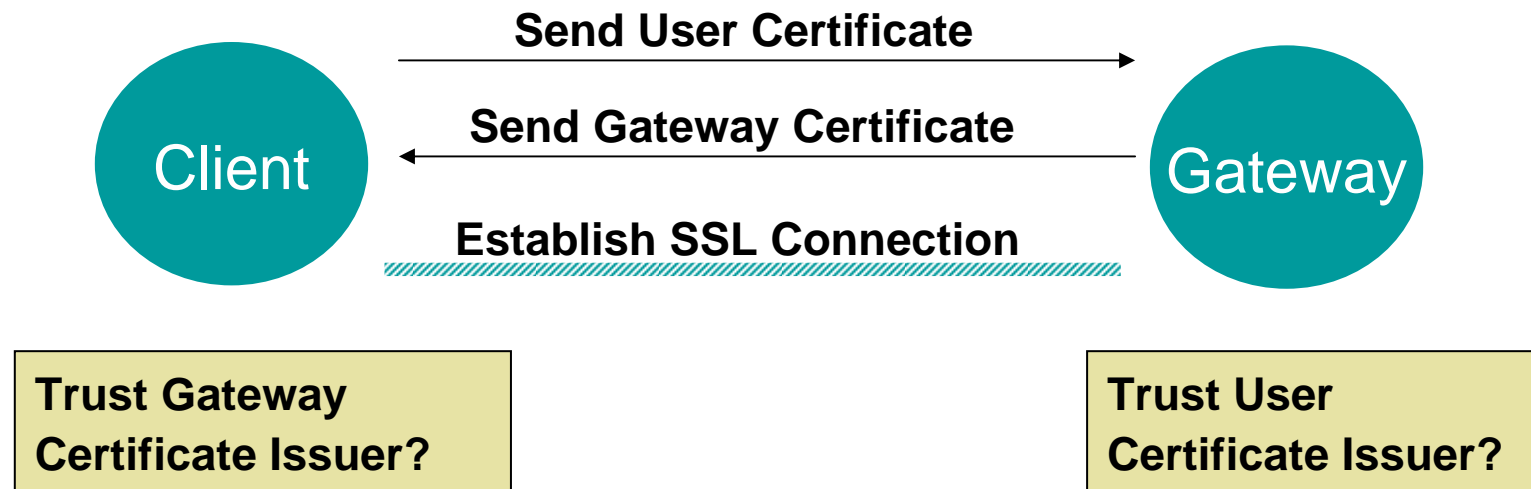 Send User Certificate
Send Gateway Certificate
Client
Gateway
Establish SSL Connection
Trust Gateway
Certificate Issuer?
Trust User
Certificate Issuer?